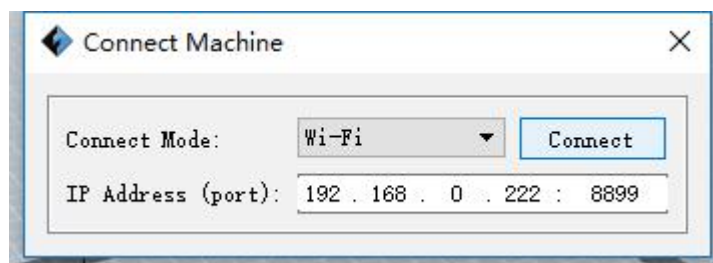 Connect Machine
Connect Mode: Wi-Fi Connect
IP Address (port): 192 . 168 . 0 . 222 : 8899